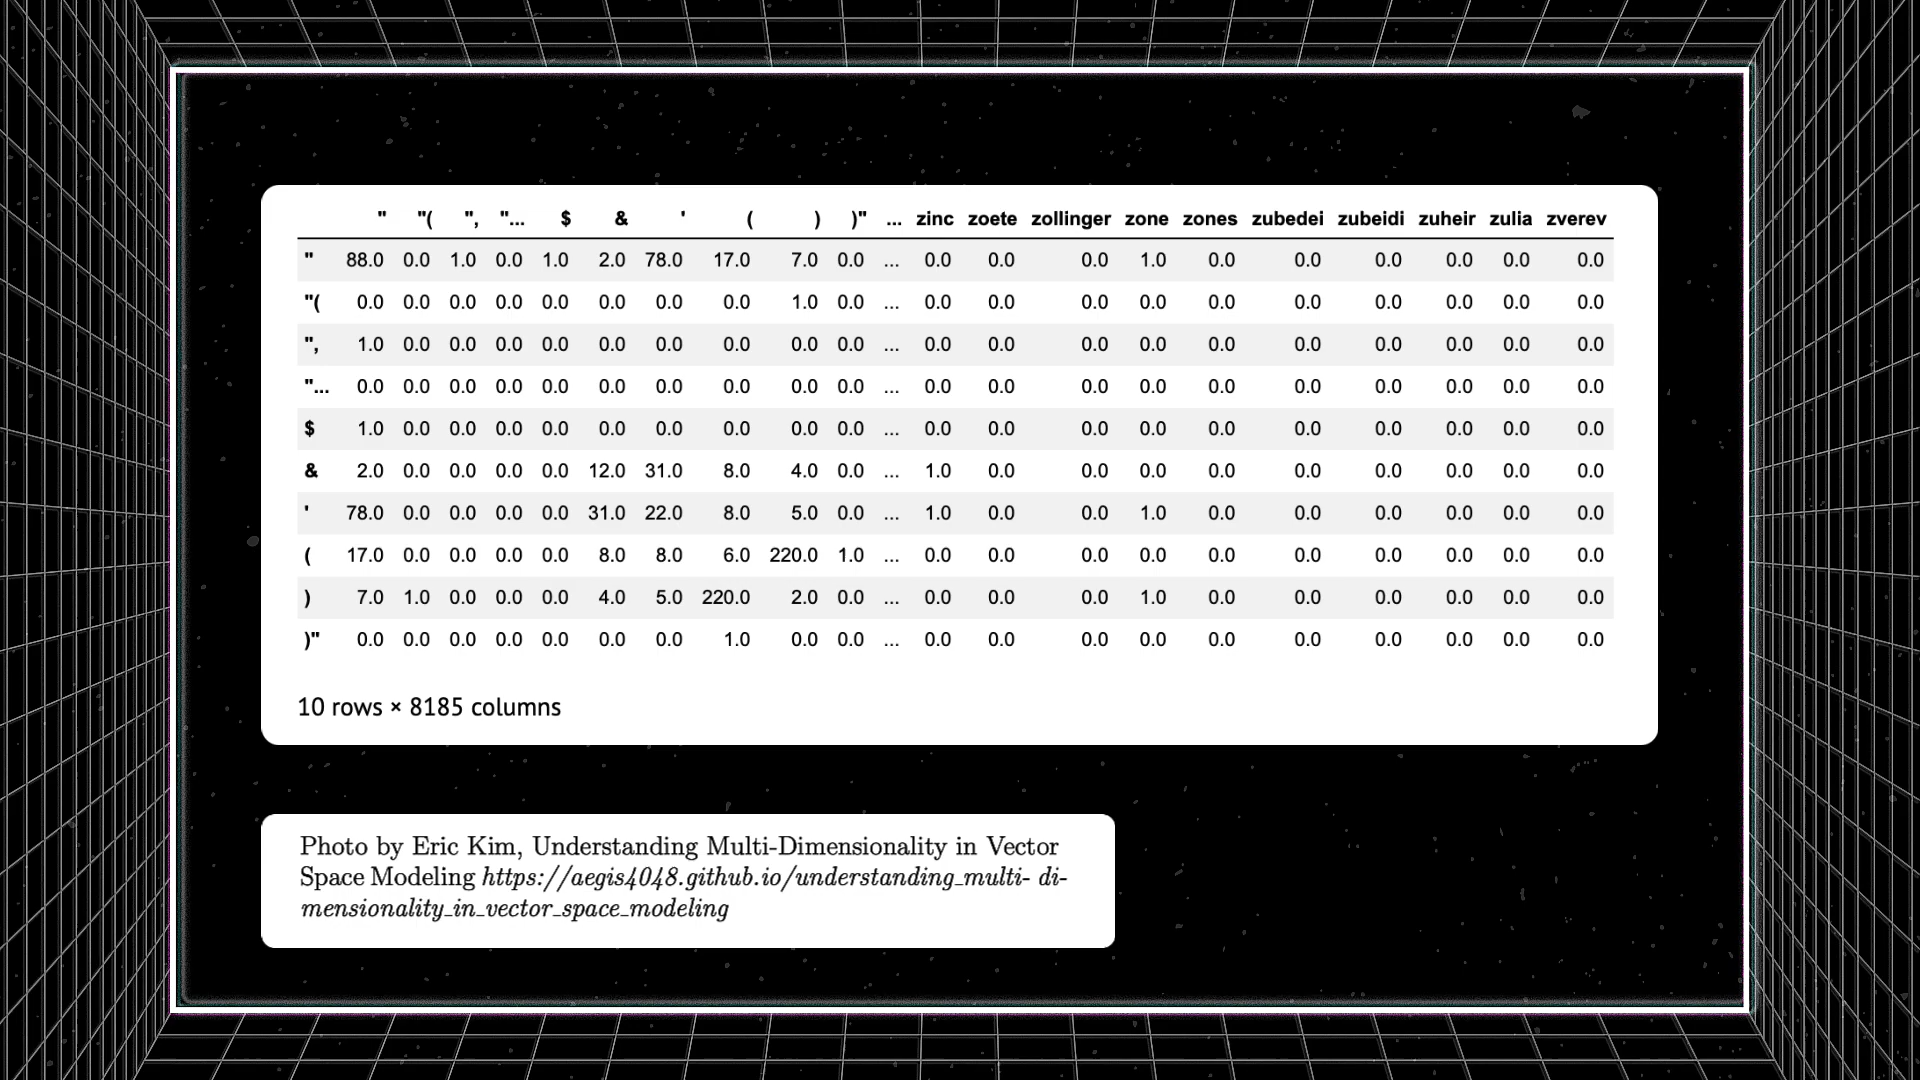 " "( ", "... $ & ' ( ) )" ... zinc zoete zollinger zone zones zubedei zubeidi zuheir zulia zverev
" 88.0 0.0 1.0 0.0 1.0 2.0 78.0 17.0 7.0 0.0 ... 0.0 0.0 0.0 1.0 0.0 0.0 0.0 0.0 0.0 0.0
"( 0.0 0.0 0.0 0.0 0.0 0.0 0.0 0.0 1.0 0.0 ... 0.0 0.0 0.0 0.0 0.0 0.0 0.0 0.0 0.0 0.0
", 1.0 0.0 0.0 0.0 0.0 0.0 0.0 0.0 0.0 0.0 ... 0.0 0.0 0.0 0.0 0.0 0.0 0.0 0.0 0.0 0.0
"... 0.0 0.0 0.0 0.0 0.0 0.0 0.0 0.0 0.0 0.0 ... 0.0 0.0 0.0 0.0 0.0 0.0 0.0 0.0 0.0 0.0
$ 1.0 0.0 0.0 0.0 0.0 0.0 0.0 0.0 0.0 0.0 ... 0.0 0.0 0.0 0.0 0.0 0.0 0.0 0.0 0.0 0.0
& 2.0 0.0 0.0 0.0 0.0 12.0 31.0 8.0 4.0 0.0 ... 1.0 0.0 0.0 0.0 0.0 0.0 0.0 0.0 0.0 0.0
' 78.0 0.0 0.0 0.0 0.0 31.0 22.0 8.0 5.0 0.0 ... 1.0 0.0 0.0 1.0 0.0 0.0 0.0 0.0 0.0 0.0
( 17.0 0.0 0.0 0.0 0.0 8.0 8.0 6.0 220.0 1.0 ... 0.0 0.0 0.0 0.0 0.0 0.0 0.0 0.0 0.0 0.0
) 7.0 1.0 0.0 0.0 0.0 4.0 5.0 220.0 2.0 0.0 ... 0.0 0.0 0.0 1.0 0.0 0.0 0.0 0.0 0.0 0.0
)" 0.0 0.0 0.0 0.0 0.0 0.0 0.0 1.0 0.0 0.0 ... 0.0 0.0 0.0 0.0 0.0 0.0 0.0 0.0 0.0 0.0
10 rows × 8185 columns
Photo by Eric Kim, Understanding Multi-Dimensionality in Vector
Space Modeling https://aegis4048.github.io/understanding_multi- di-
mensionality_in_vector_space_modeling